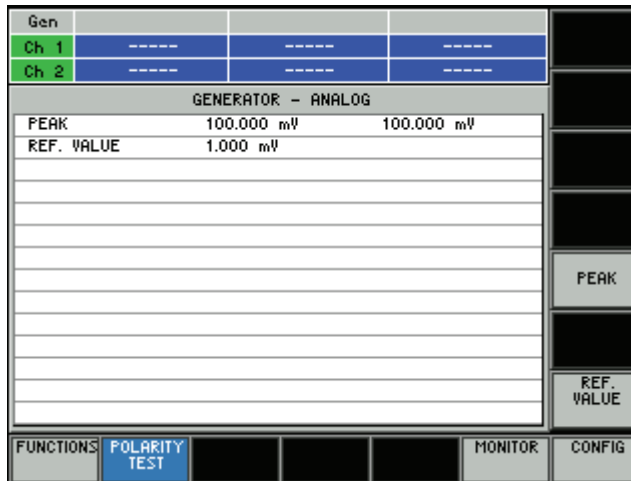 Gen
Ch 1 ----- ----- -----
Ch 2 ----- ----- -----
GENERATOR - ANALOG
PEAK 100.000 mV 100.000 mV
REF. VALUE 1.000 mV
PEAK
REF.
VALUE
FUNCTIONS POLARITY TEST MONITOR CONFIG